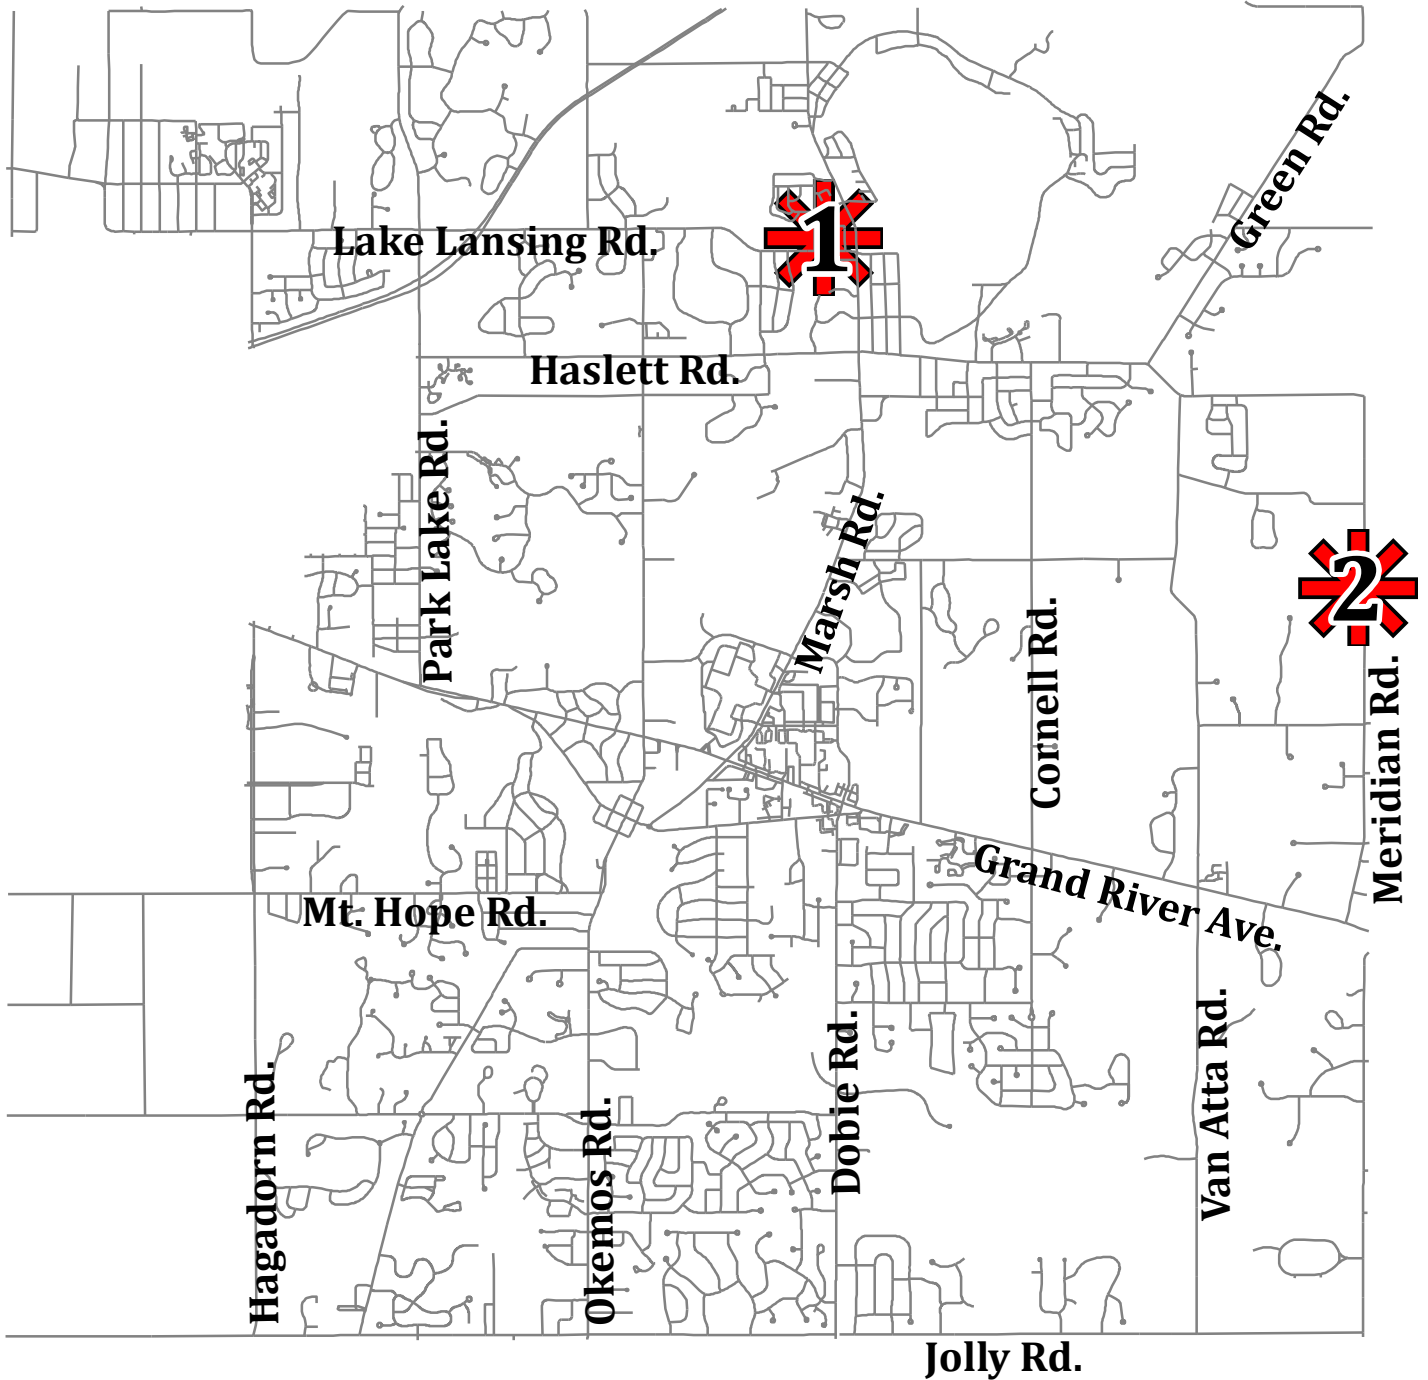 Green Rd.
1
Lake Lansing Rd.
Haslett Rd.
Park Lake Rd.
Marsh Rd.
2
Cornell Rd.
Meridian Rd.
Grand River Ave.
Mt. Hope Rd.
Hagadorn Rd.
Okemos Rd.
Dobie Rd.
Van Atta Rd.
Jolly Rd.